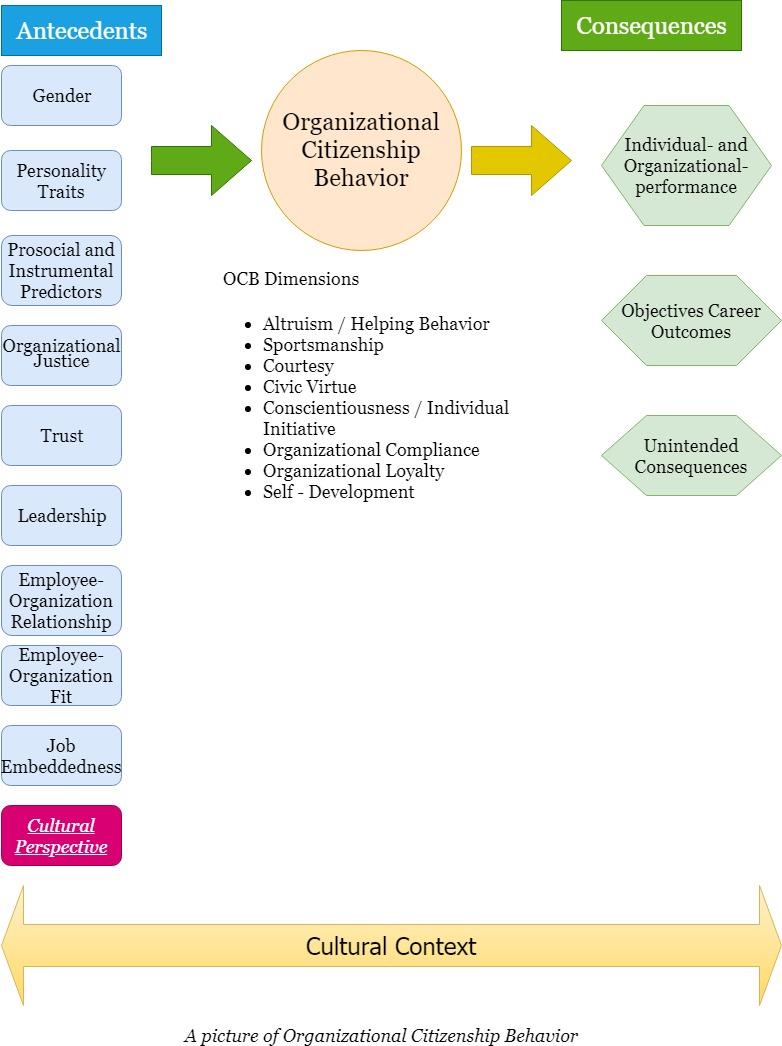 Antecedents
Gender
Personality
Traits
Prosocial and
Instrumental
Predictors
Organizational
Justice
Trust
Leadership
Employee-
Organization
Relationship
Employee-
Organization
Fit
Job
Embeddedness
Cultural
Perspective
Organizational
Citizenship
Behavior
OCB Dimensions
• Altruism / Helping Behavior
• Sportsmanship
• Courtesy
• Civic Virtue
• Conscientiousness / Individual
Initiative
• Organizational Compliance
• Organizational Loyalty
• Self - Development
Consequences
Individual- and
Organizational-
performance
Objectives Career
Outcomes
Unintended
Consequences
Cultural Context
A picture of Organizational Citizenship Behavior